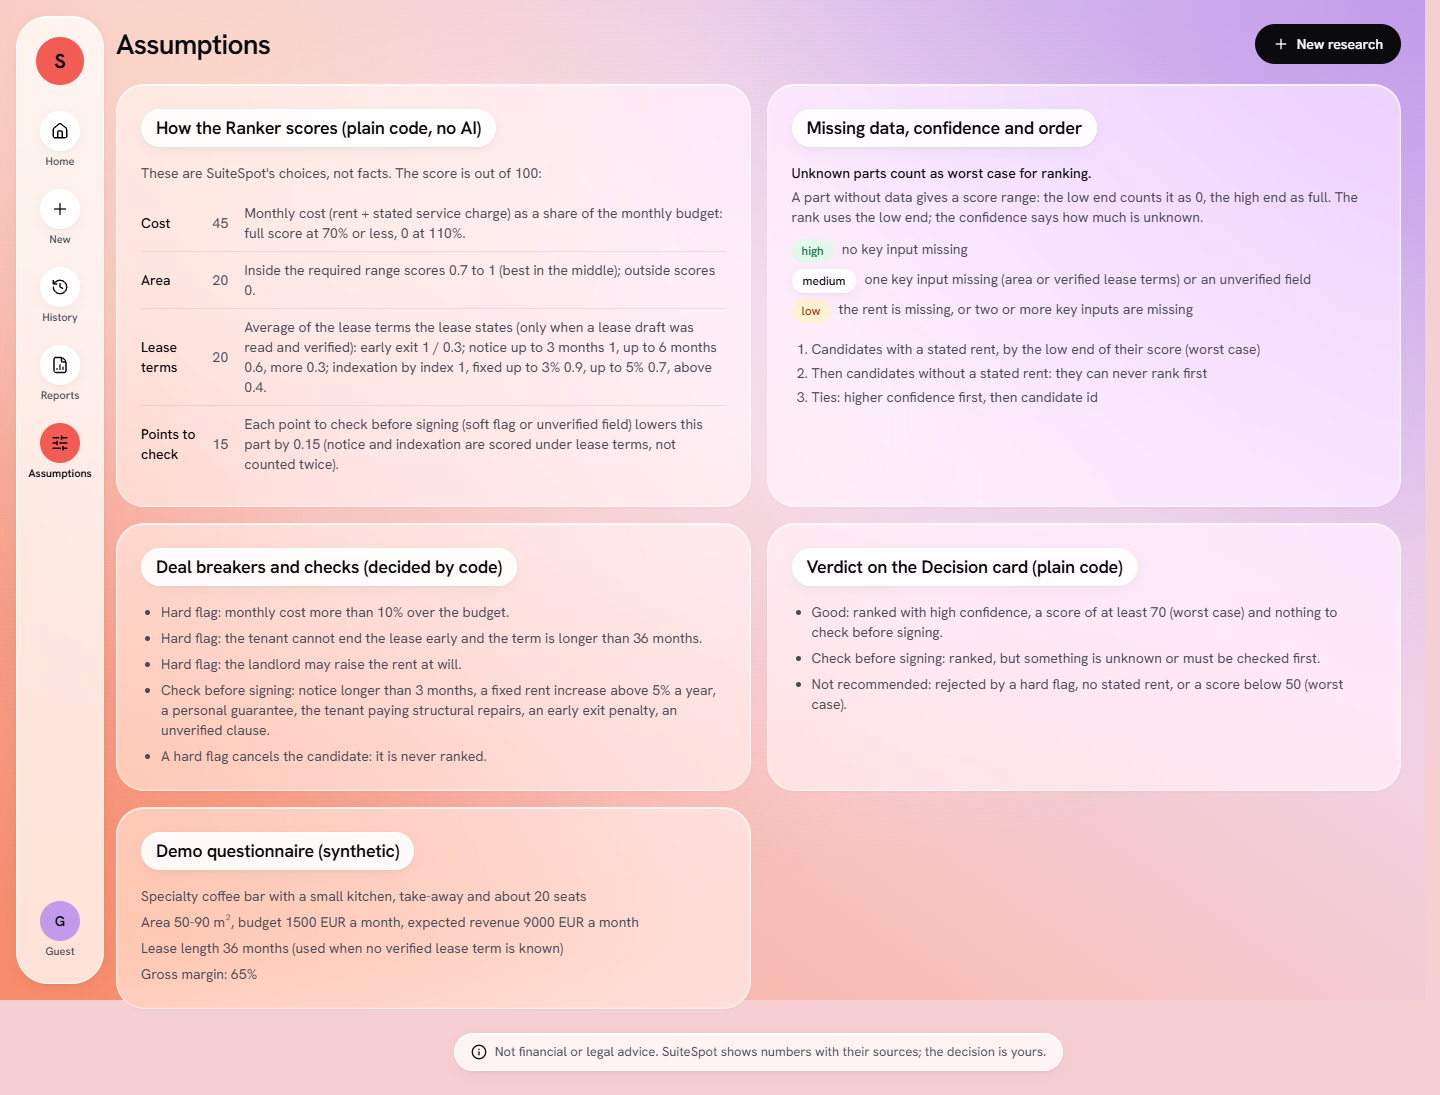 S
Home
New
History
Reports
Assumptions
G
Guest
Assumptions
New research
How the Ranker scores (plain code, no AI)
These are SuiteSpot's choices, not facts. The score is out of 100:
Cost 45 Monthly cost (rent + stated service charge) as a share of the monthly budget:
full score at 70% or less, 0 at 110%.
Area 20 Inside the required range scores 0.7 to 1 (best in the middle); outside scores
0.
Lease terms 20 Average of the lease terms the lease states (only when a lease draft was
read and verified): early exit 1 / 0.3; notice up to 3 months 1, up to 6 months
0.6, more 0.3; indexation by index 1, fixed up to 3% 0.9, up to 5% 0.7, above
0.4.
Points to check 15 Each point to check before signing (soft flag or unverified field) lowers this
part by 0.15 (notice and indexation are scored under lease terms, not
counted twice).
Missing data, confidence and order
Unknown parts count as worst case for ranking.
A part without data gives a score range: the low end counts it as 0, the high end as full. The
rank uses the low end; the confidence says how much is unknown.
high no key input missing
medium one key input missing (area or verified lease terms) or an unverified field
low the rent is missing, or two or more key inputs are missing
1. Candidates with a stated rent, by the low end of their score (worst case)
2. Then candidates without a stated rent: they can never rank first
3. Ties: higher confidence first, then candidate id
Deal breakers and checks (decided by code)
• Hard flag: monthly cost more than 10% over the budget.
• Hard flag: the tenant cannot end the lease early and the term is longer than 36 months.
• Hard flag: the landlord may raise the rent at will.
• Check before signing: notice longer than 3 months, a fixed rent increase above 5% a year,
a personal guarantee, the tenant paying structural repairs, an early exit penalty, an
unverified clause.
• A hard flag cancels the candidate: it is never ranked.
Verdict on the Decision card (plain code)
• Good: ranked with high confidence, a score of at least 70 (worst case) and nothing to
check before signing.
• Check before signing: ranked, but something is unknown or must be checked first.
• Not recommended: rejected by a hard flag, no stated rent, or a score below 50 (worst
case).
Demo questionnaire (synthetic)
Specialty coffee bar with a small kitchen, take-away and about 20 seats
Area 50-90 m², budget 1500 EUR a month, expected revenue 9000 EUR a month
Lease length 36 months (used when no verified lease term is known)
Gross margin: 65%
Not financial or legal advice. SuiteSpot shows numbers with their sources; the decision is yours.